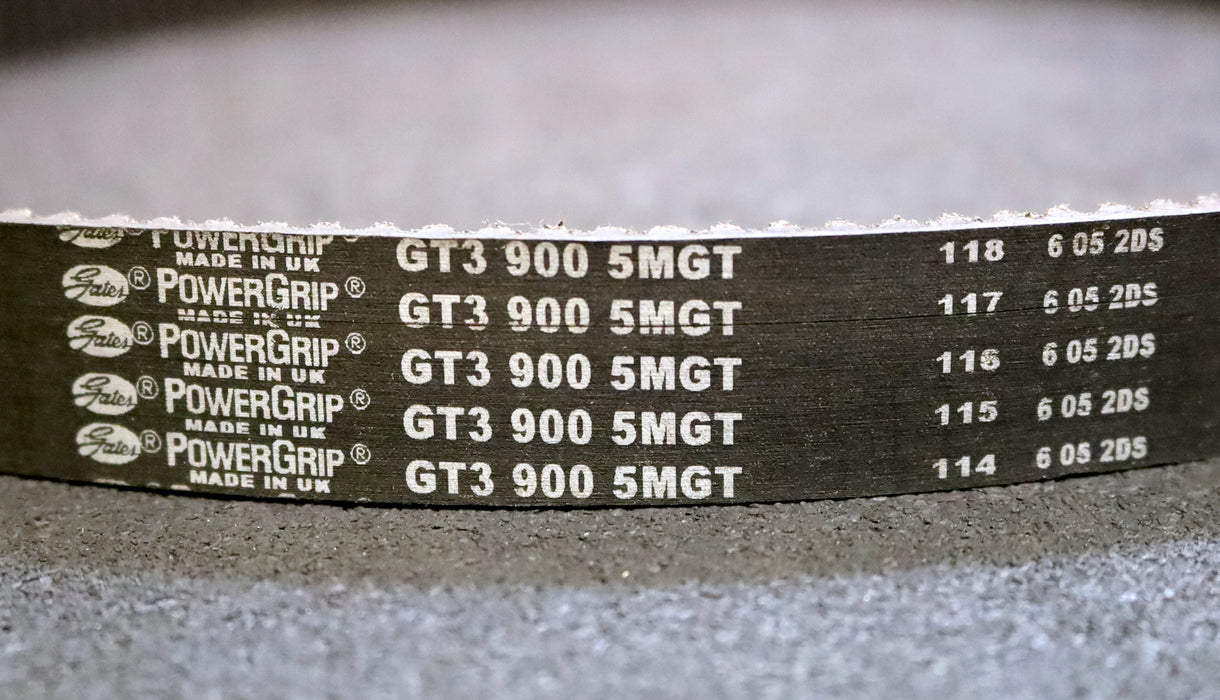 Gates POWERGRIP® GT3 900 5MGT 118 6 05 2DS
MADE IN UK
Gates® POWERGRIP® GT3 900 5MGT 117 6 05 2DS
MADE IN UK
Gates® POWERGRIP® GT3 900 5MGT 116 6 05 2DS
MADE IN UK
Gates® POWERGRIP® GT3 900 5MGT 115 6 05 2DS
MADE IN UK
Gates® POWERGRIP® GT3 900 5MGT 114 6 05 2DS
MADE IN UK